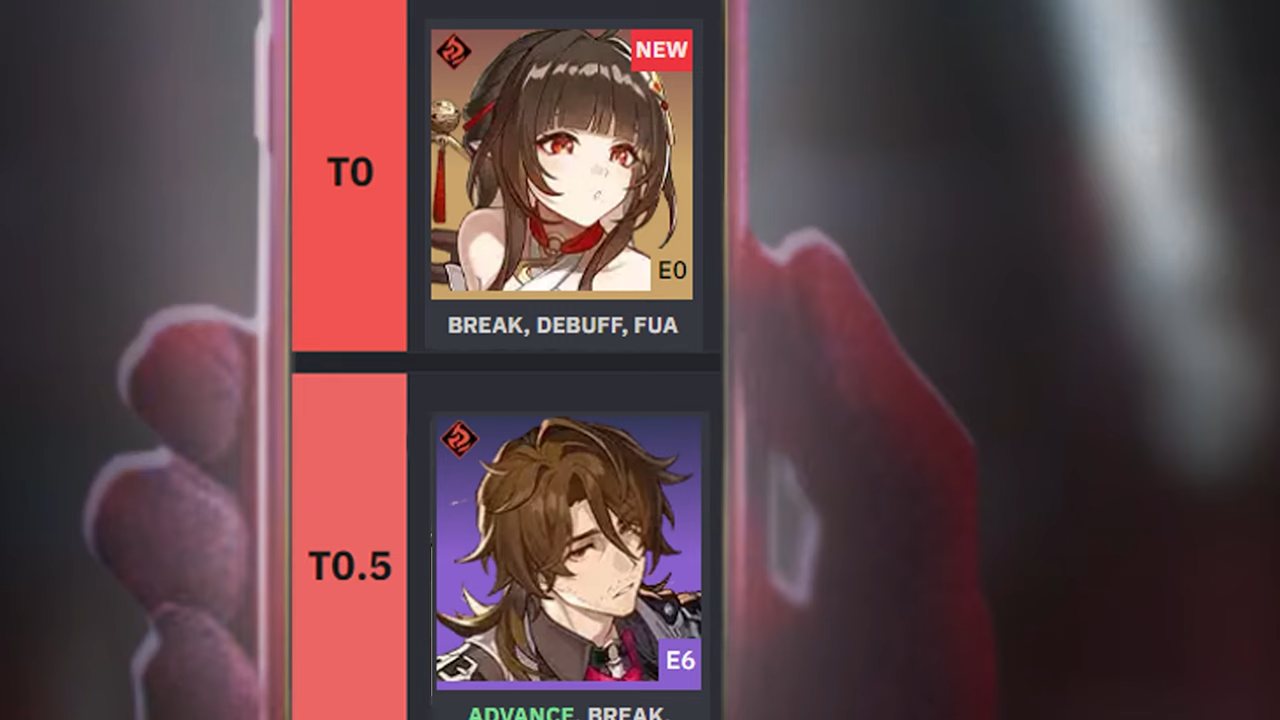 NEW
T0
E0
BREAK, DEBUFF, FUA
T0.5
E6
ADVANCE, BREAK,